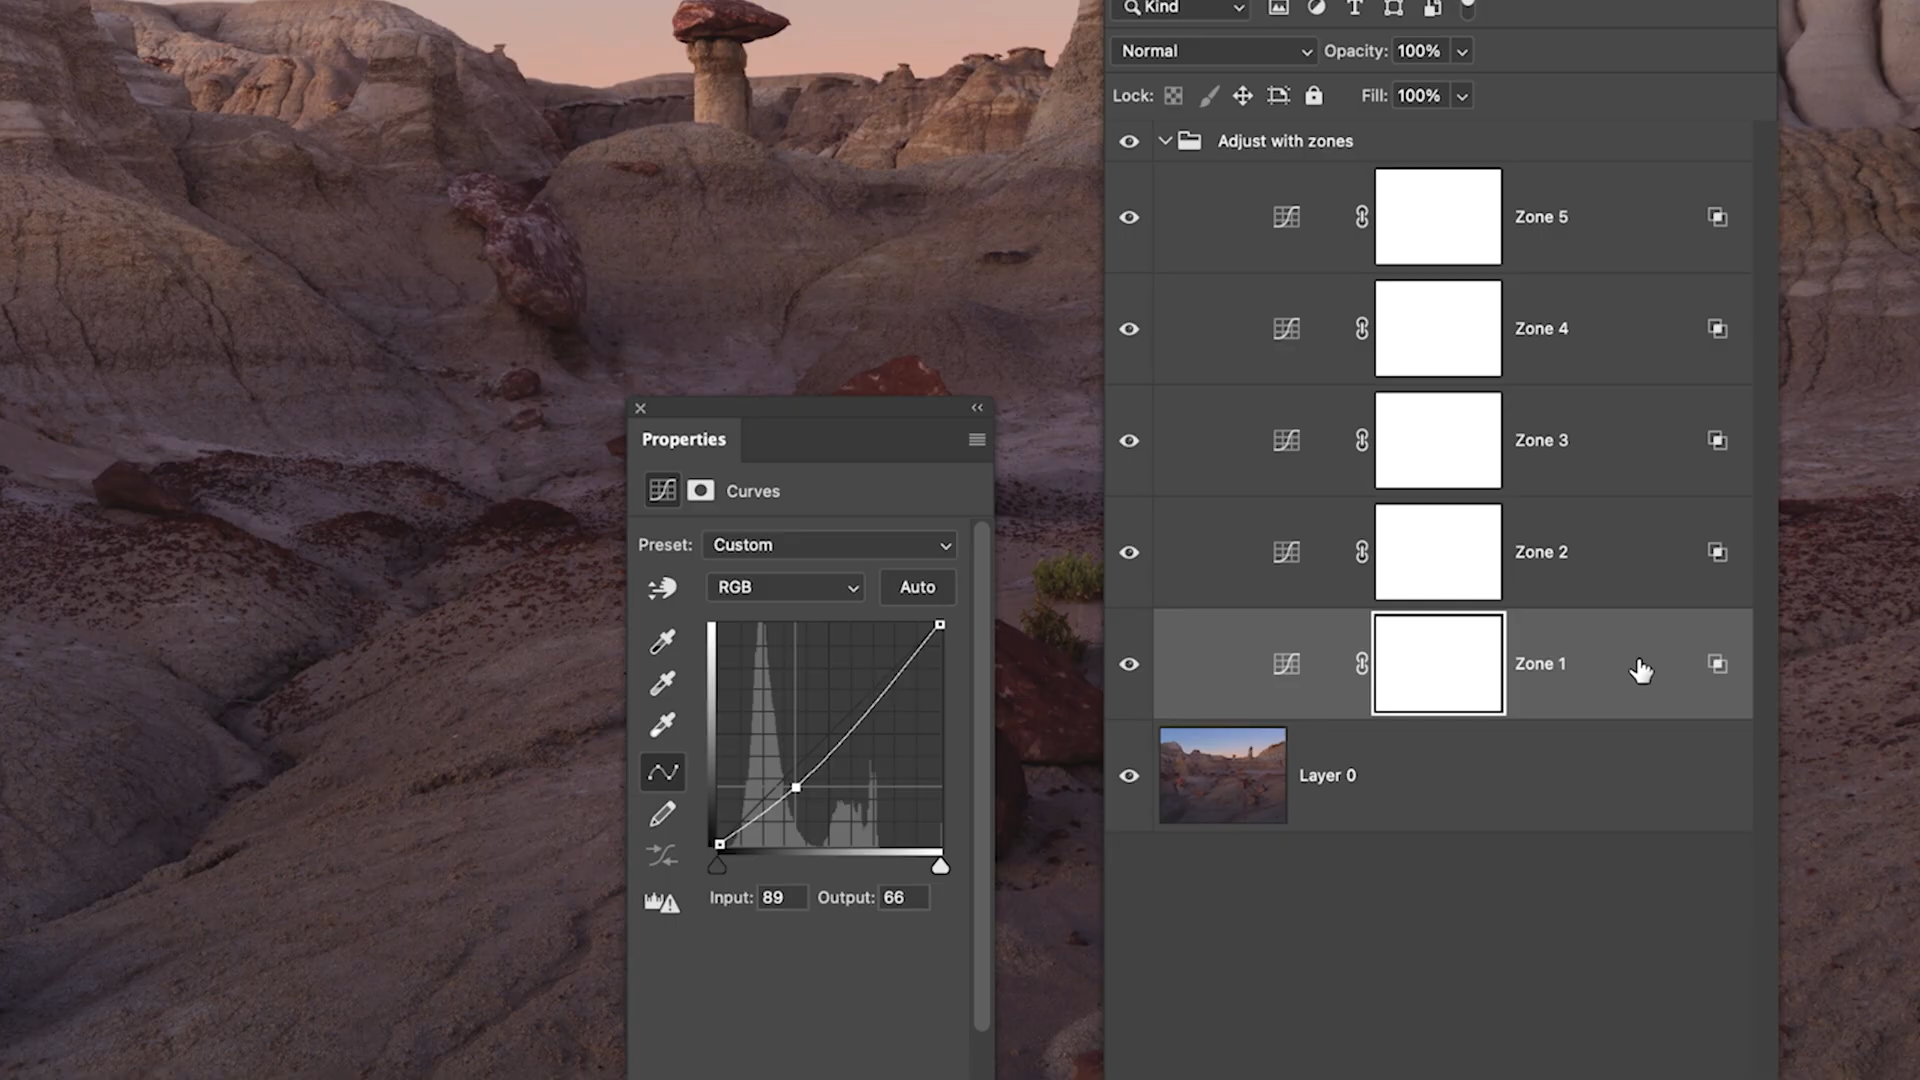 Kind
Normal
Opacity: 100%
Lock:
Fill: 100%
Adjust with zones
Zone 5
Zone 4
Zone 3
Zone 2
Zone 1
Layer 0
Properties
Curves
Preset: Custom
RGB
Auto
Input: 89
Output: 66